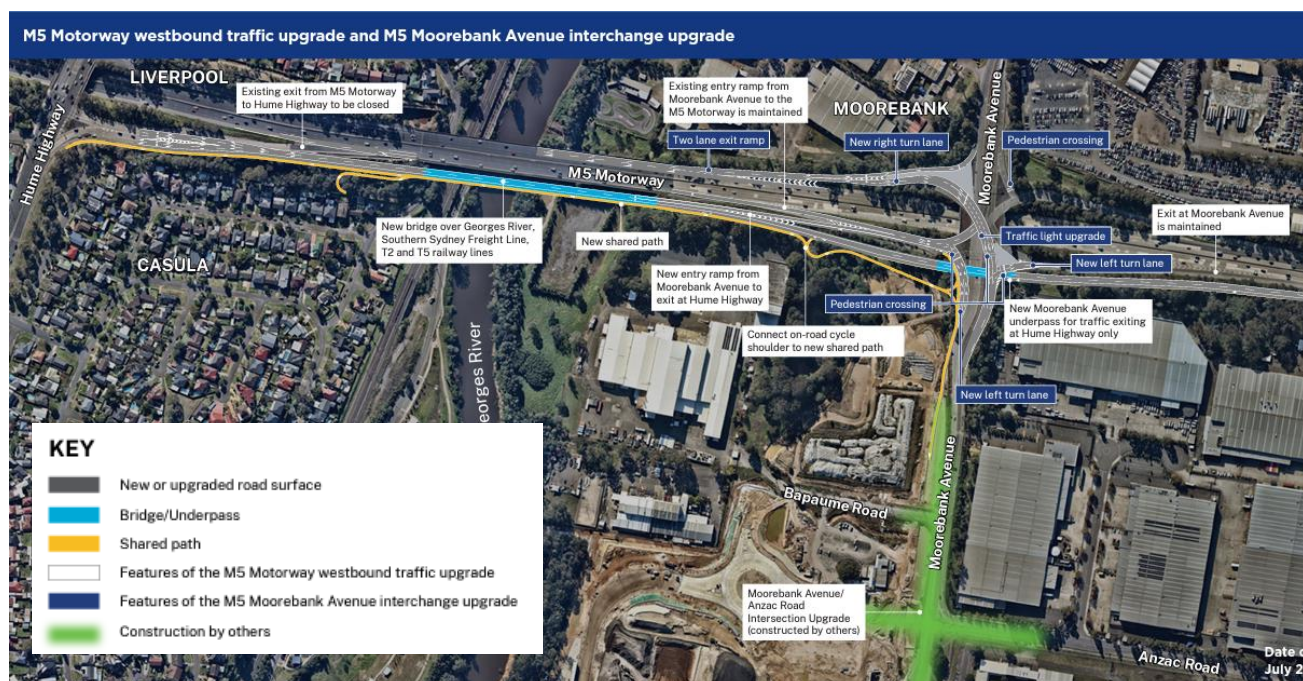 M5 Motorway westbound traffic upgrade and M5 Moorebank Avenue interchange upgrade
LIVERPOOL
Existing exit from M5 Motorway
to Hume Highway to be closed
Existing entry ramp from
Moorebank Avenue to the
M5 Motorway is maintained
MOOREBANK
Moorebank Avenue
Two lane exit ramp
New right turn lane
Pedestrian crossing
Hume Highway
M5 Motorway
New bridge over Georges River,
Southern Sydney Freight Line,
T2 and T5 railway lines
New shared path
Exit at Moorebank Avenue
is maintained
Traffic light upgrade
New left turn lane
CASULA
New entry ramp from
Moorebank Avenue to
exit at Hume Highway
Pedestrian crossing
New Moorebank Avenue
underpass for traffic exiting
at Hume Highway only
Connect on-road cycle
shoulder to new shared path
Georges River
New left turn lane
Moorebank Avenue
Bapaume Road
Moorebank Avenue/
Anzac Road
Intersection Upgrade
(constructed by others)
Anzac Road
KEY
New or upgraded road surface
Bridge/Underpass
Shared path
Features of the M5 Motorway westbound traffic upgrade
Features of the M5 Moorebank Avenue interchange upgrade
Construction by others
Date
July